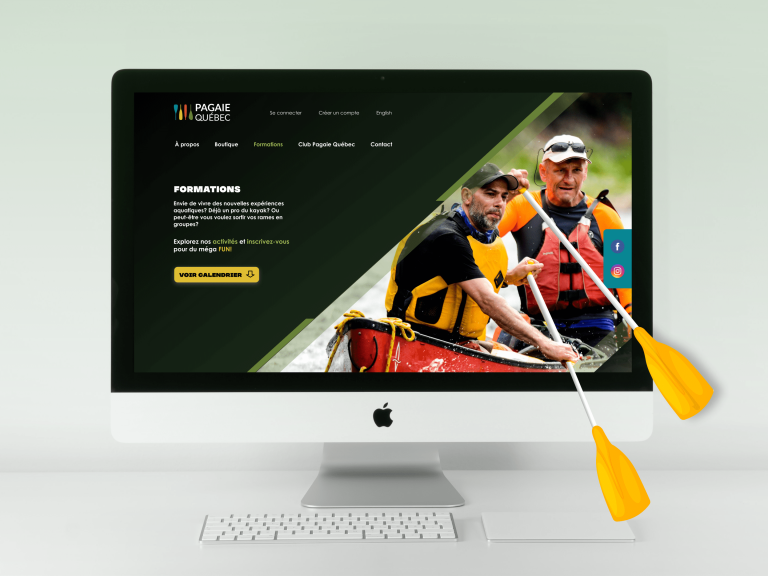 PAGAIE
QUÉBEC
Se connecter
Créer un compte
English
À propos
Boutique
Formations
Club Pagaie Québec
Contact
FORMATIONS
Envie de vivre des nouvelles expériences
aquatiques? Déjà un pro du kayak? Ou
peut-être vous voulez sortir vos rames en
groupes?
Explorez nos activités et inscrivez-vous
pour du méga FUN!
VOIR CALENDRIER
f